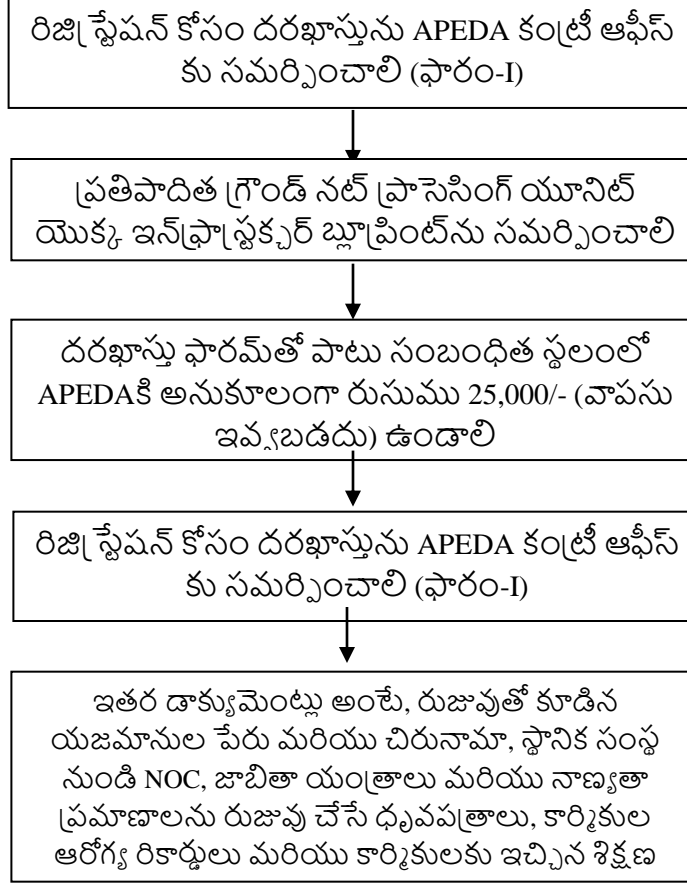 రిజిస్ట్రేషన్ కోసం దరఖాస్తును APEDA కంట్రీ ఆఫీస్
కు సమర్పించాలి (ఫారం-I)
ప్రతిపాదిత గ్రౌండ్ నట్ ప్రాసెసింగ్ యూనిట్
యొక్క ఇన్‌ఫ్రాస్ట్రక్చర్ బ్లూప్రింట్‌ను సమర్పించాలి
దరఖాస్తు ఫారమ్‌తో పాటు సంబంధిత స్థలంలో
APEDAకి అనుకూలంగా రుసుము 25,000/- (వాపసు
ఇవ్వబడదు) ఉండాలి
రిజిస్ట్రేషన్ కోసం దరఖాస్తును APEDA కంట్రీ ఆఫీస్
కు సమర్పించాలి (ఫారం-I)
ఇతర డాక్యుమెంట్లు అంటే, రుజువుతో కూడిన
యజమానుల పేరు మరియు చిరునామా, స్థానిక సంస్థ
నుండి NOC, జాబితా యంత్రాలు మరియు నాణ్యతా
ప్రమాణాలను రుజువు చేసే ధృవపత్రాలు, కార్మికుల
ఆరోగ్య రికార్డులు మరియు కార్మికులకు ఇచ్చిన శిక్షణ